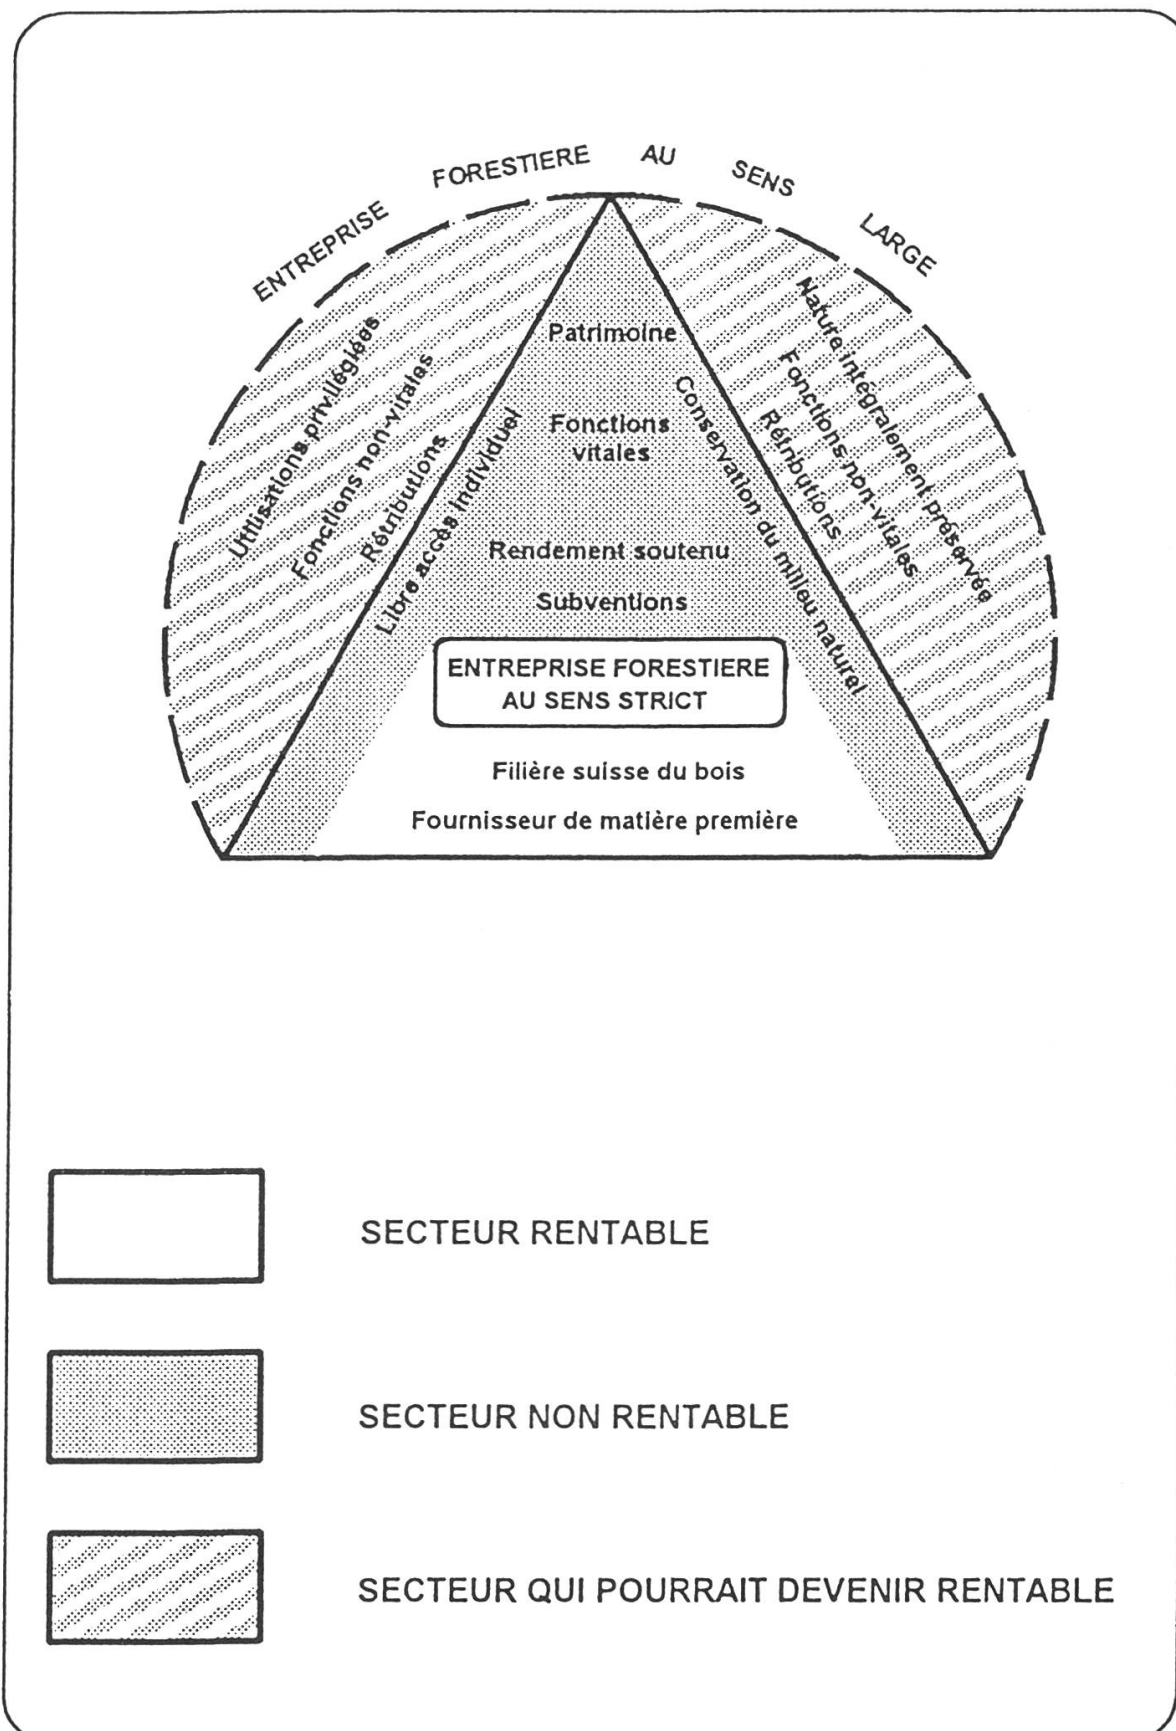 ENTREPRISE FORESTIERE AU SENS LARGE
Utilisations privilégiées
Fonctions non-vitales
Rétributions
Libre accès individuel
Patrimoine
Fonctions
vitales
Rendement soutenu
Subventions
Conservation du milieu naturel
Rétributions
Fonctions non-vitales
Nature intégralement préservée
ENTREPRISE FORESTIERE
AU SENS STRICT
Filière suisse du bois
Fournisseur de matière première
SECTEUR RENTABLE
SECTEUR NON RENTABLE
SECTEUR QUI POURRAIT DEVENIR RENTABLE